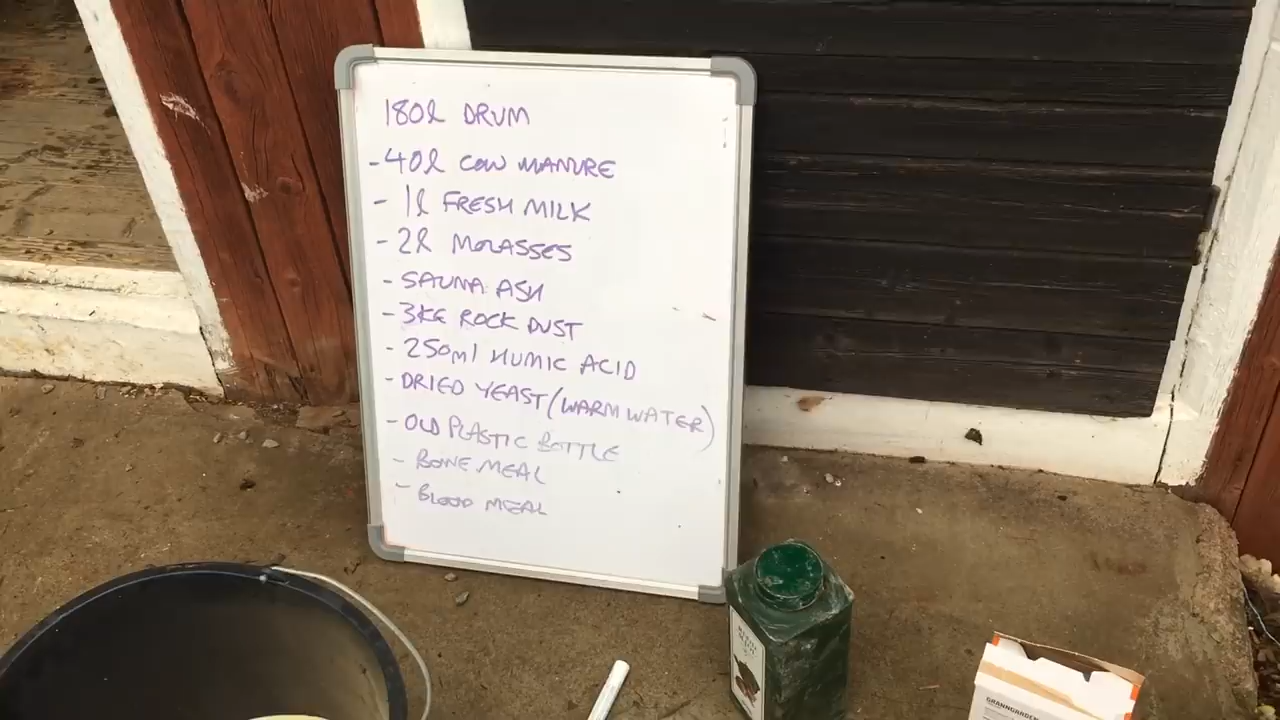 180l DRUM
- 40l COW MANURE
- 1l FRESH MILK
- 2l MOLASSES
- SAUNA ASH
- 3KG ROCK DUST
- 250ml HUMIC ACID
- DRIED YEAST (WARM WATER)
- OLD PLASTIC BOTTLE
- BONE MEAL
- BLOOD MEAL
GRANNGÅRDEN